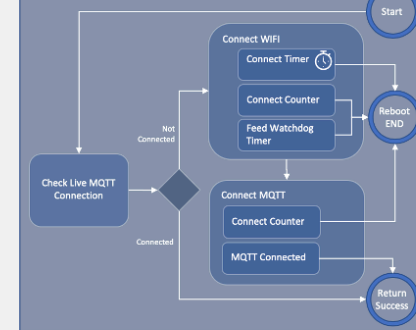 Start
Connect WIFI
Connect Timer
Connect Counter
Feed Watchdog
Timer
Reboot
END
Not
Connected
Check Live MQTT
Connection
Connect MQTT
Connect Counter
Connected
MQTT Connected
Return
Success